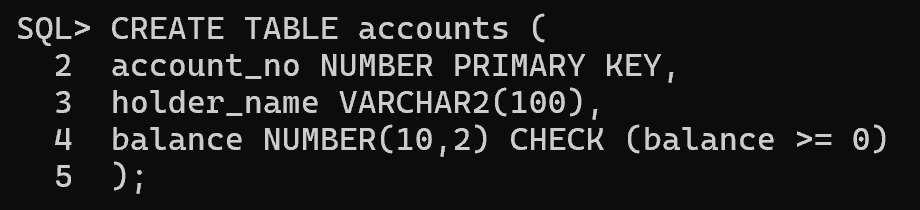 SQL> CREATE TABLE accounts (
  2  account_no NUMBER PRIMARY KEY,
  3  holder_name VARCHAR2(100),
  4  balance NUMBER(10,2) CHECK (balance >= 0)
  5  );